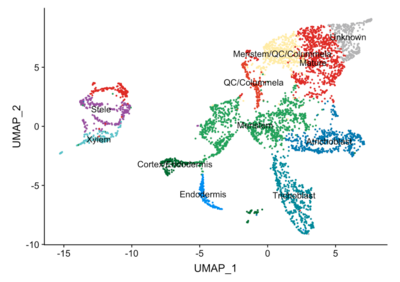 Unknown
Meristem/QC/Columella
Mature
5
QC/Columella
Stele
Meristem
0
Atrichoblast
Xylem
UMAP_2
Cortex/Endodermis
-5
Endodermis
Trichoblast
-10
-15 -10 -5 0 5
UMAP_1